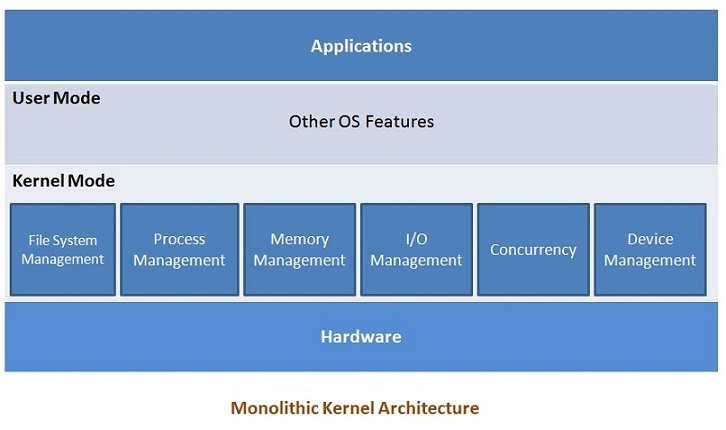 Applications
User Mode
Other OS Features
Kernel Mode
File System
Management
Process
Management
Memory
Management
I/O
Management
Concurrency
Device
Management
Hardware
Monolithic Kernel Architecture